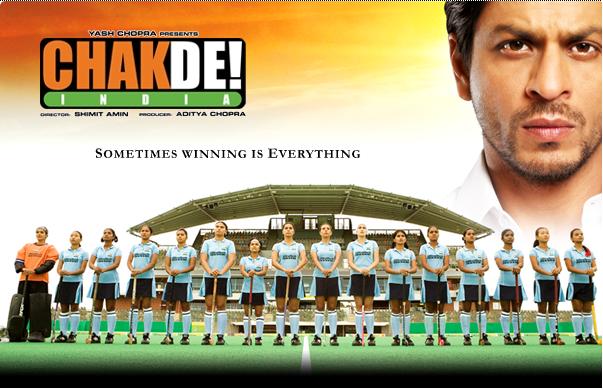 YASH CHOPRA PRESENTS
CHAK DE!
INDIA
DIRECTOR: SHIMIT AMIN PRODUCER: ADITYA CHOPRA
SOMETIMES WINNING IS EVERYTHING